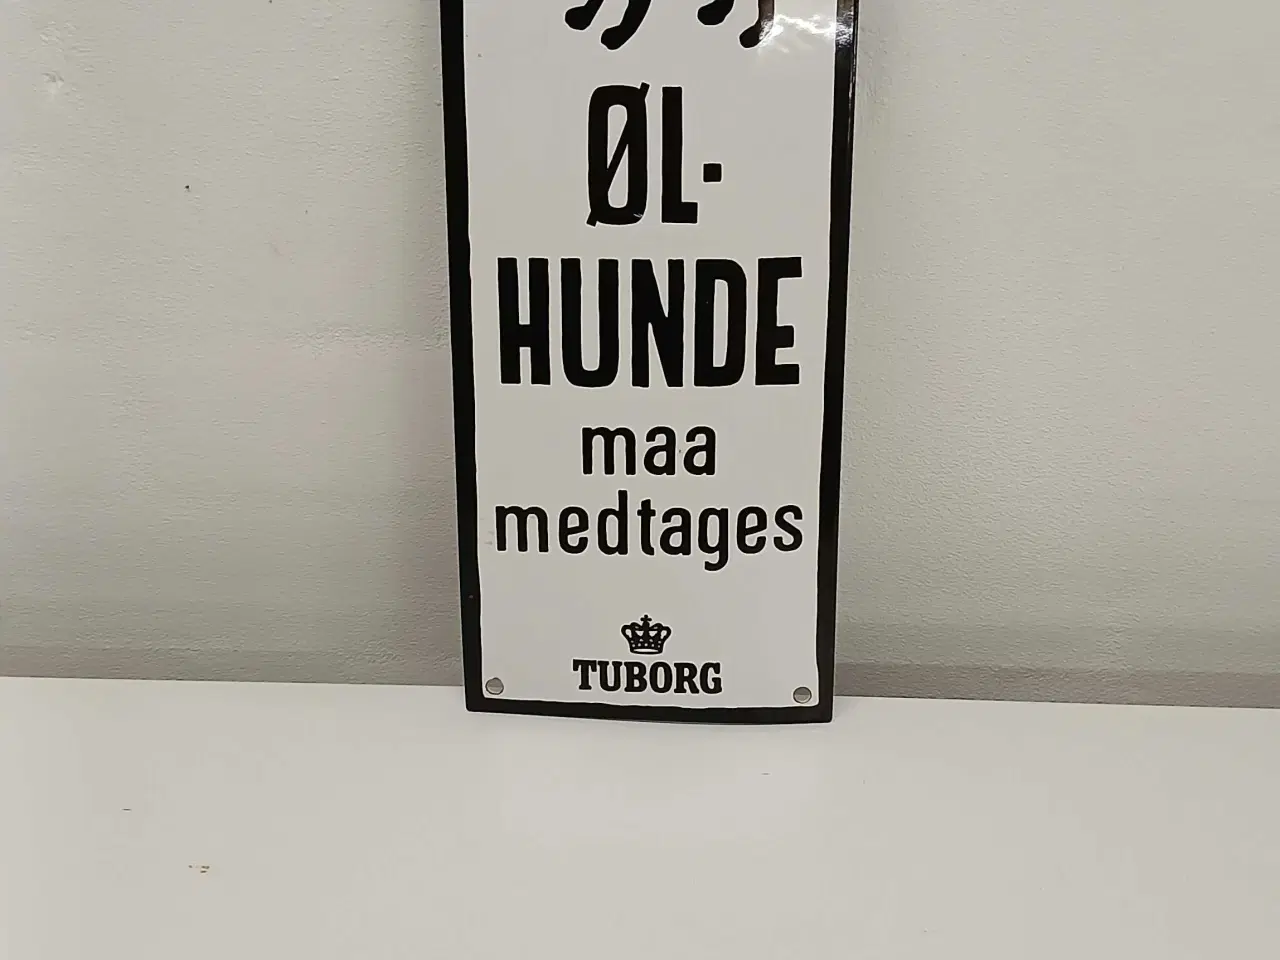 ØL-
HUNDE
maa
medtages
TUBORG